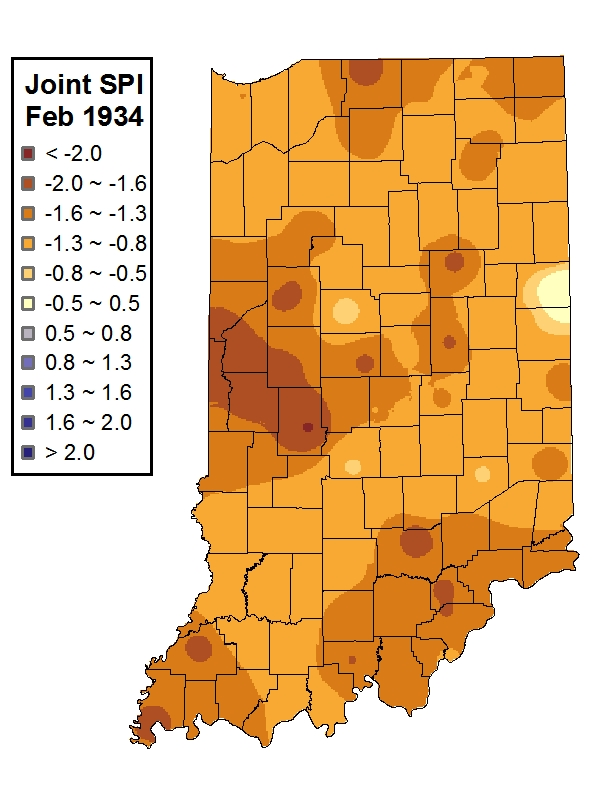 Joint SPI
Feb 1934
< -2.0
-2.0 ~ -1.6
-1.6 ~ -1.3
-1.3 ~ -0.8
-0.8 ~ -0.5
-0.5 ~ 0.5
0.5 ~ 0.8
0.8 ~ 1.3
1.3 ~ 1.6
1.6 ~ 2.0
> 2.0